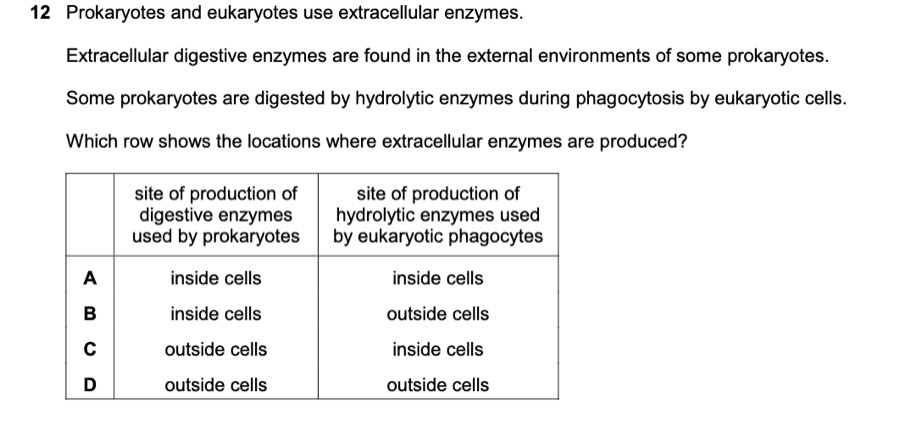 12 Prokaryotes and eukaryotes use extracellular enzymes.
Extracellular digestive enzymes are found in the external environments of some prokaryotes.
Some prokaryotes are digested by hydrolytic enzymes during phagocytosis by eukaryotic cells.
Which row shows the locations where extracellular enzymes are produced?
site of production of digestive enzymes used by prokaryotes
site of production of hydrolytic enzymes used by eukaryotic phagocytes
A inside cells inside cells
B inside cells outside cells
C outside cells inside cells
D outside cells outside cells